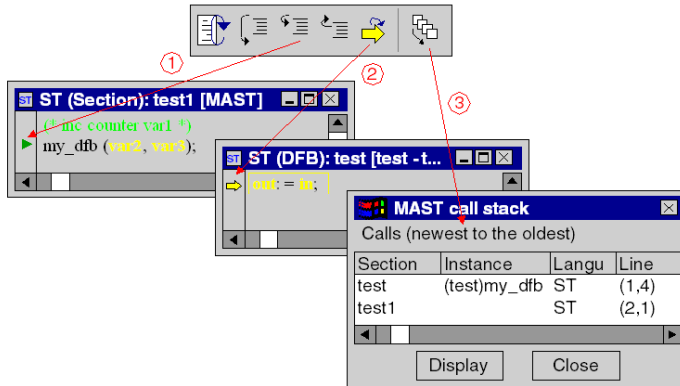 1
2
3
ST ST (Section): test1 [MAST]
(* inc counter var1 *)
my_dfb (var2, var3);
ST ST (DFB): test [test - t...
out: = in;
MAST call stack
Calls (newest to the oldest)
Section Instance Langu Line
test (test)my_dfb ST (1,4)
test1 ST (2,1)
Display Close